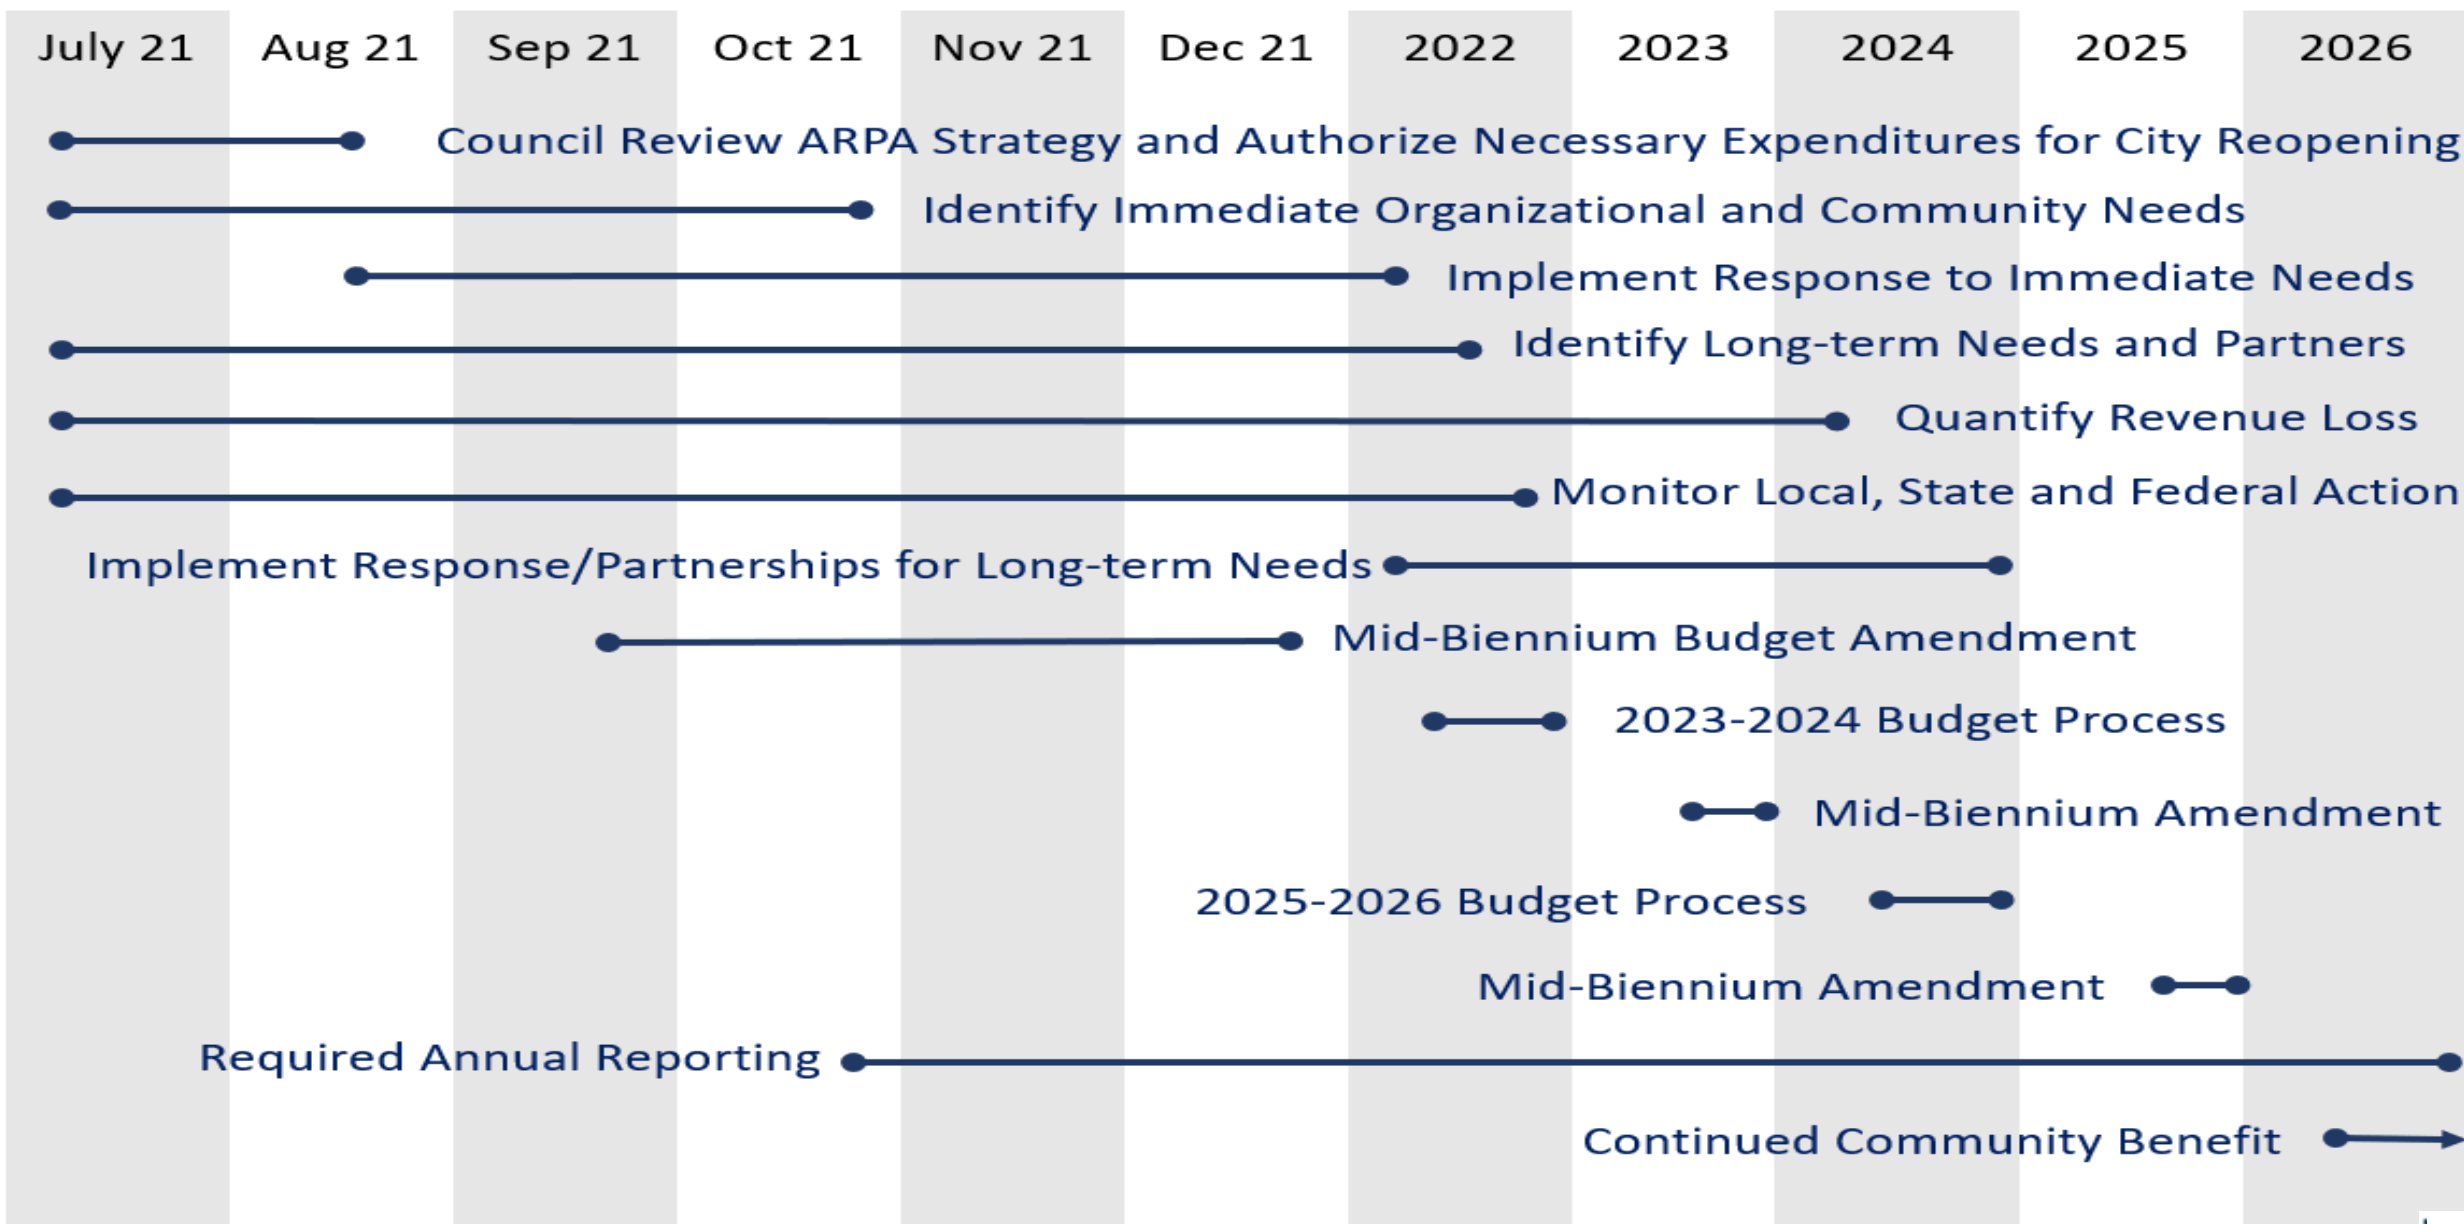 July 21 Aug 21 Sep 21 Oct 21 Nov 21 Dec 21 2022 2023 2024 2025 2026
Council Review ARPA Strategy and Authorize Necessary Expenditures for City Reopening
Identify Immediate Organizational and Community Needs
Implement Response to Immediate Needs
Identify Long-term Needs and Partners
Quantify Revenue Loss
Monitor Local, State and Federal Action
Implement Response/Partnerships for Long-term Needs
Mid-Biennium Budget Amendment
2023-2024 Budget Process
Mid-Biennium Amendment
2025-2026 Budget Process
Mid-Biennium Amendment
Required Annual Reporting
Continued Community Benefit